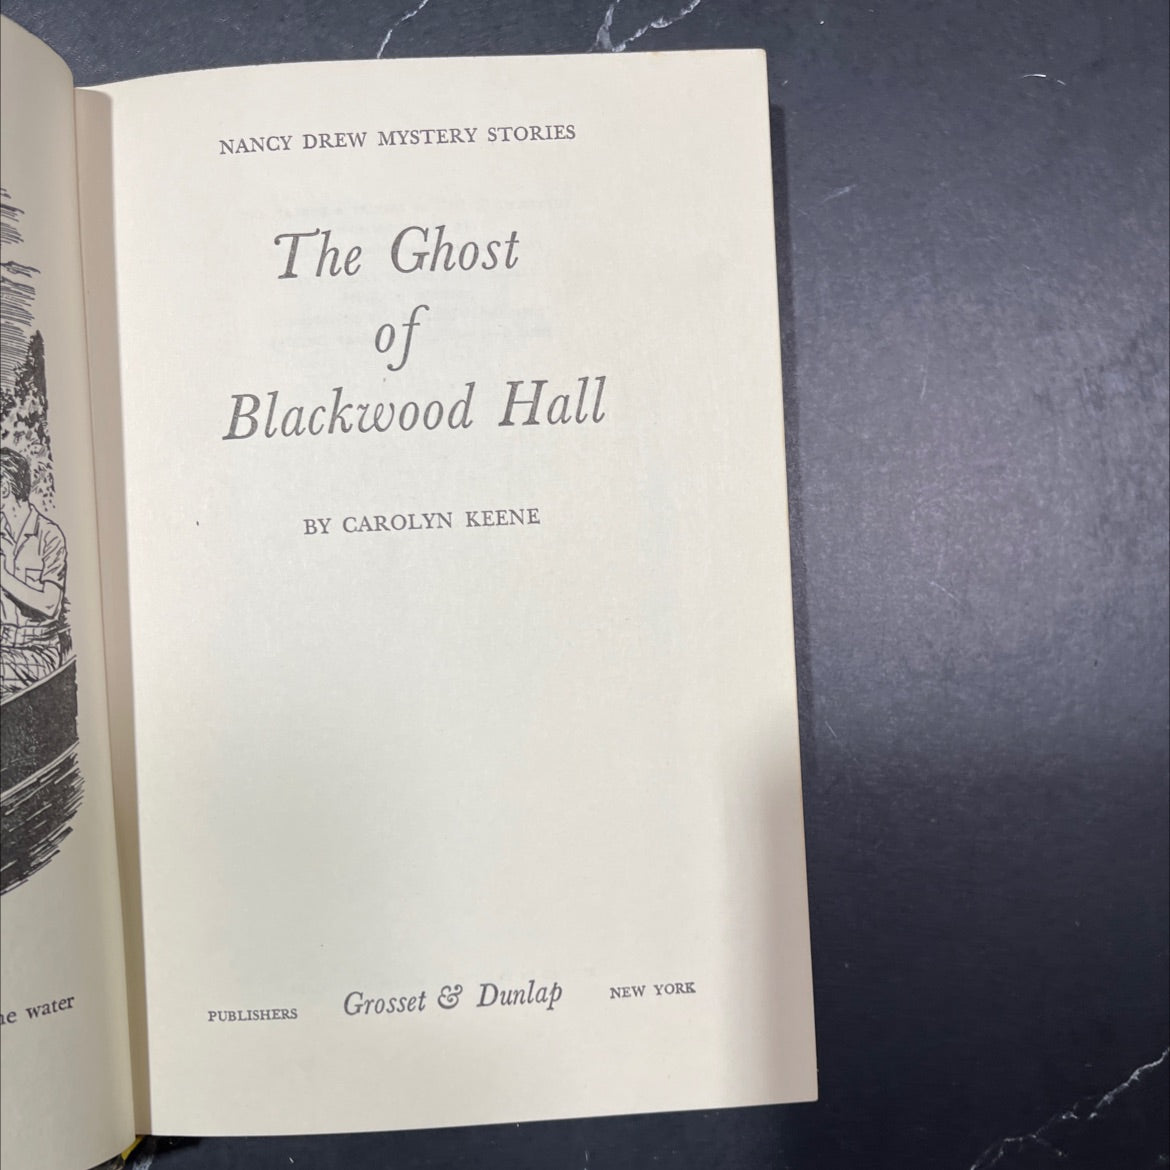 NANCY DREW MYSTERY STORIES
The Ghost
of
Blackwood Hall
BY CAROLYN KEENE
water
PUBLISHERS Grosset & Dunlap NEW YORK